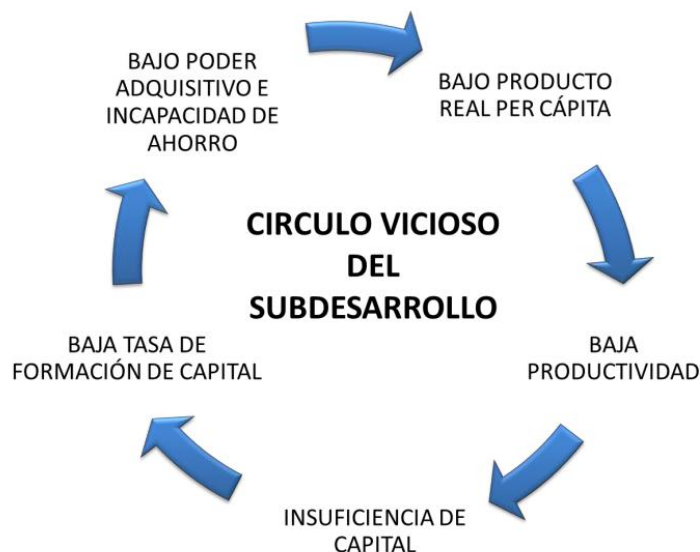 BAJO PODER
ADQUISITIVO E
INCAPACIDAD DE
AHORRO
BAJO PRODUCTO
REAL PER CÁPITA
CIRCULO VICIOSO
DEL
SUBDESARROLLO
BAJA TASA DE
FORMACIÓN DE CAPITAL
BAJA
PRODUCTIVIDAD
INSUFICIENCIA DE
CAPITAL